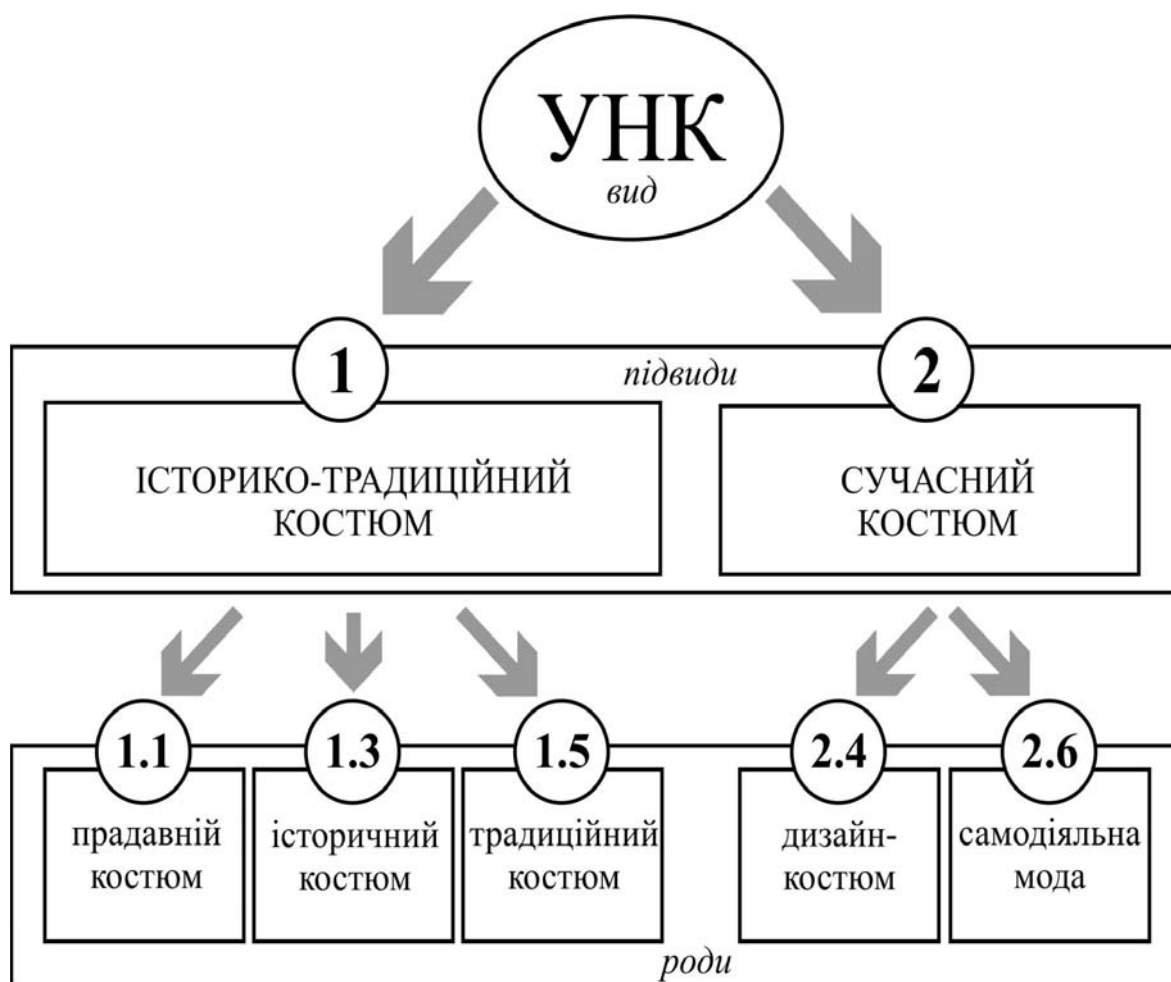 УНК
вид
1
2
підвиди
ІСТОРИКО-ТРАДИЦІЙНИЙ
КОСТЮМ
СУЧАСНИЙ
КОСТЮМ
1.1
1.3
1.5
2.4
2.6
прадавній
костюм
історичний
костюм
традиційний
костюм
дизайн-
костюм
самодіяльна
мода
роди